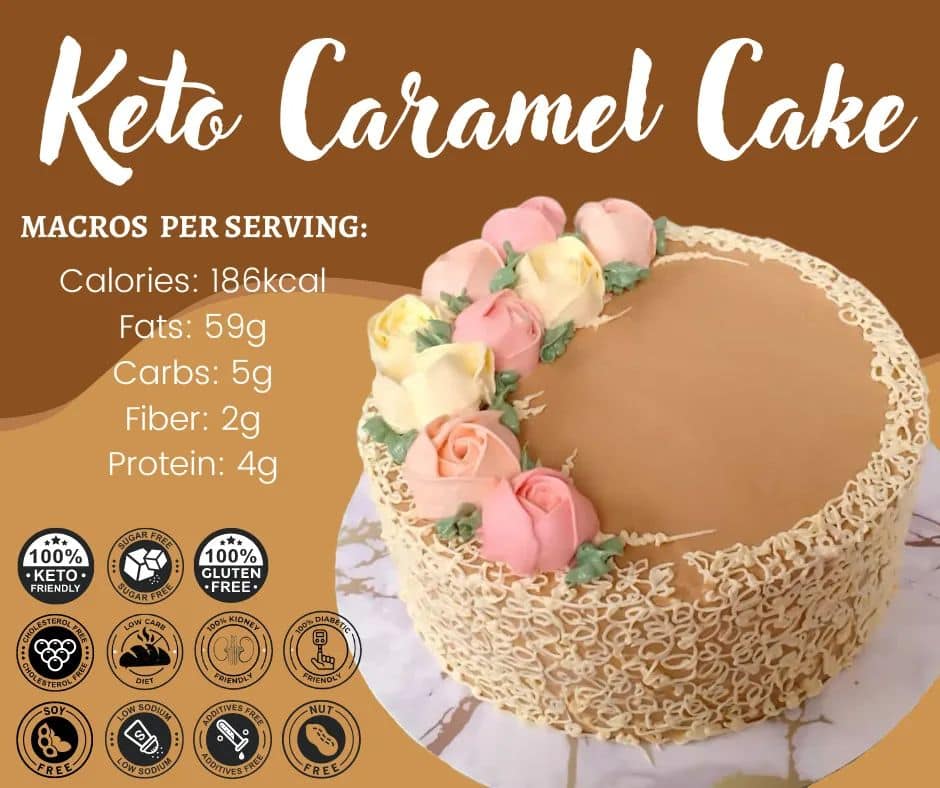 Keto Caramel Cake
MACROS PER SERVING:
Calories: 186kcal
Fats: 59g
Carbs: 5g
Fiber: 2g
Protein: 4g
100%
KETO
FRIENDLY
SUGAR FREE
SUGAR FREE
100%
GLUTEN
FREE
CHOLESTEROL FREE
CHOLESTEROL FREE
LOW CARB
DIET
100% KIDNEY
FRIENDLY
100% DIABETIC
FRIENDLY
SOY
FREE
LOW SODIUM
LOW SODIUM
ADDITIVES FREE
ADDITIVES FREE
NUT
FREE